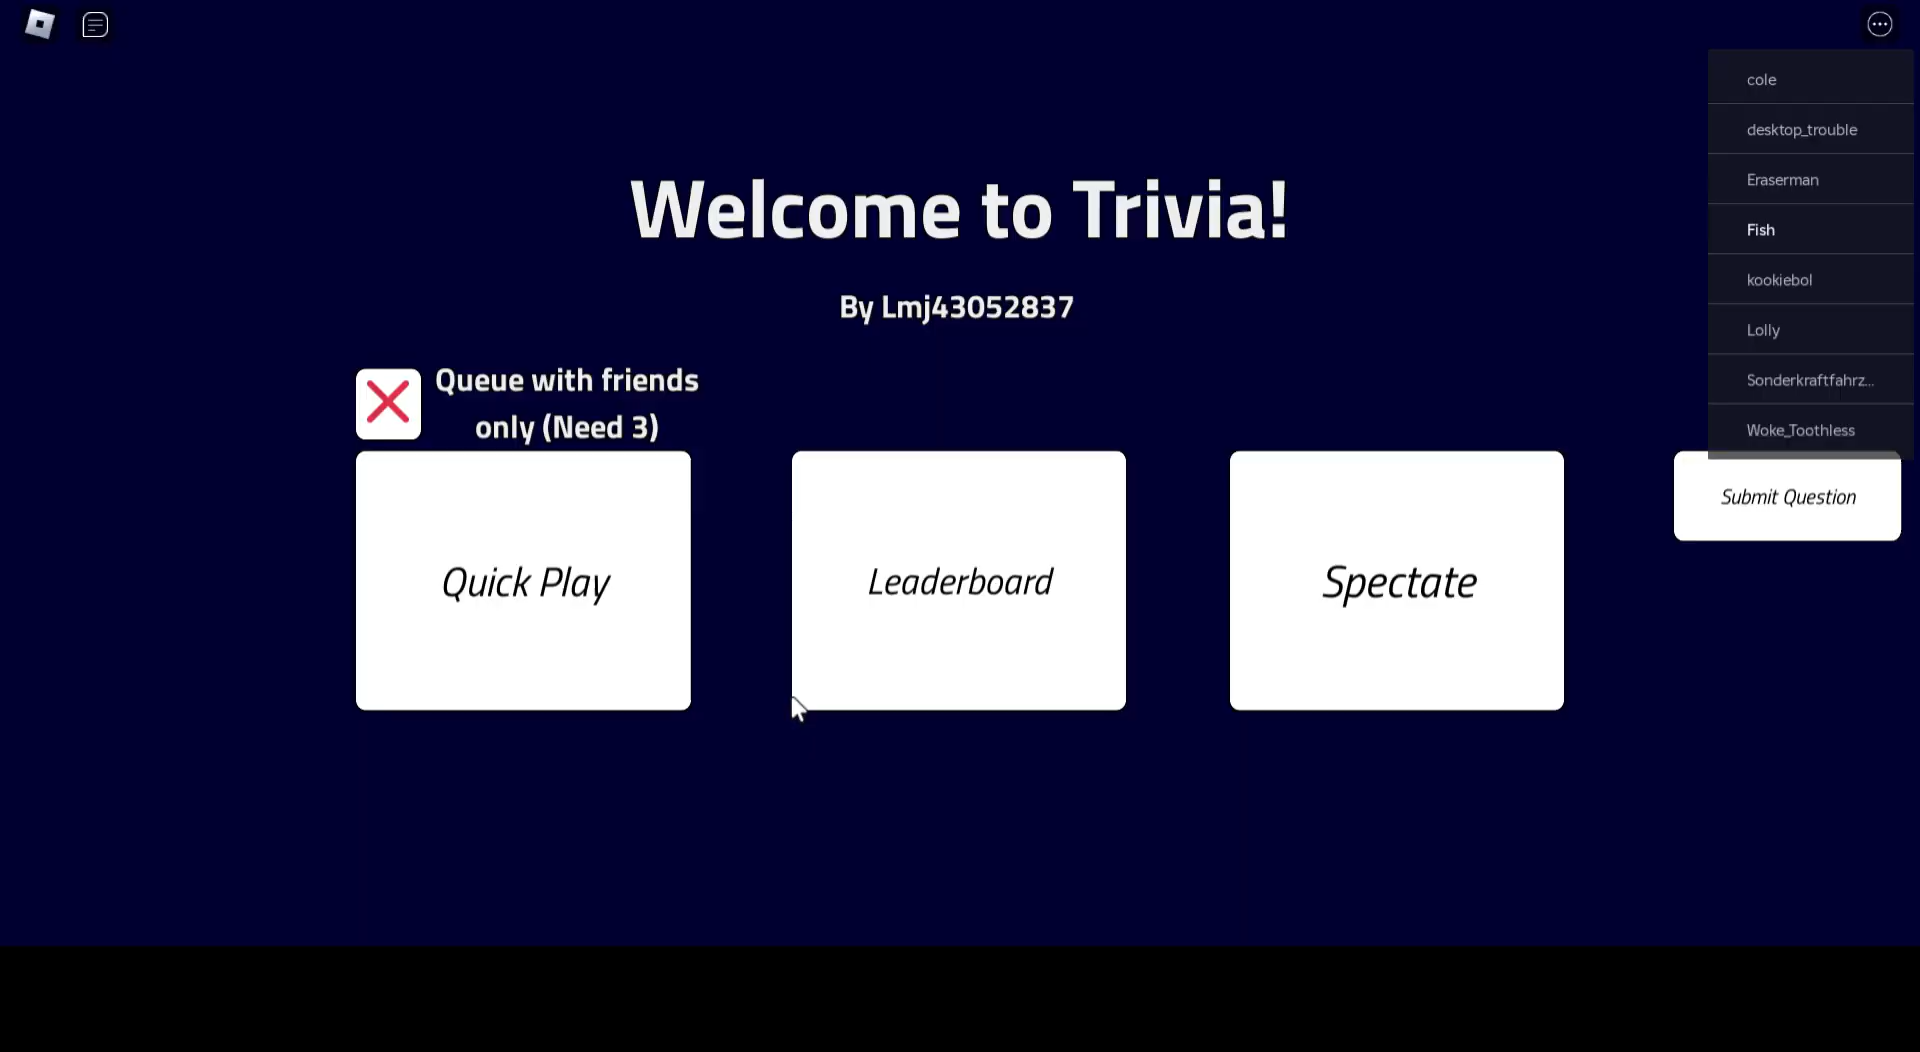 cole
desktop_trouble
Eraserman
Fish
kookiebol
Lolly
Sonderkraftfahrz...
Woke_Toothless
Welcome to Trivia!
By Lmj43052837
Queue with friends
only (Need 3)
Quick Play
Leaderboard
Spectate
Submit Question